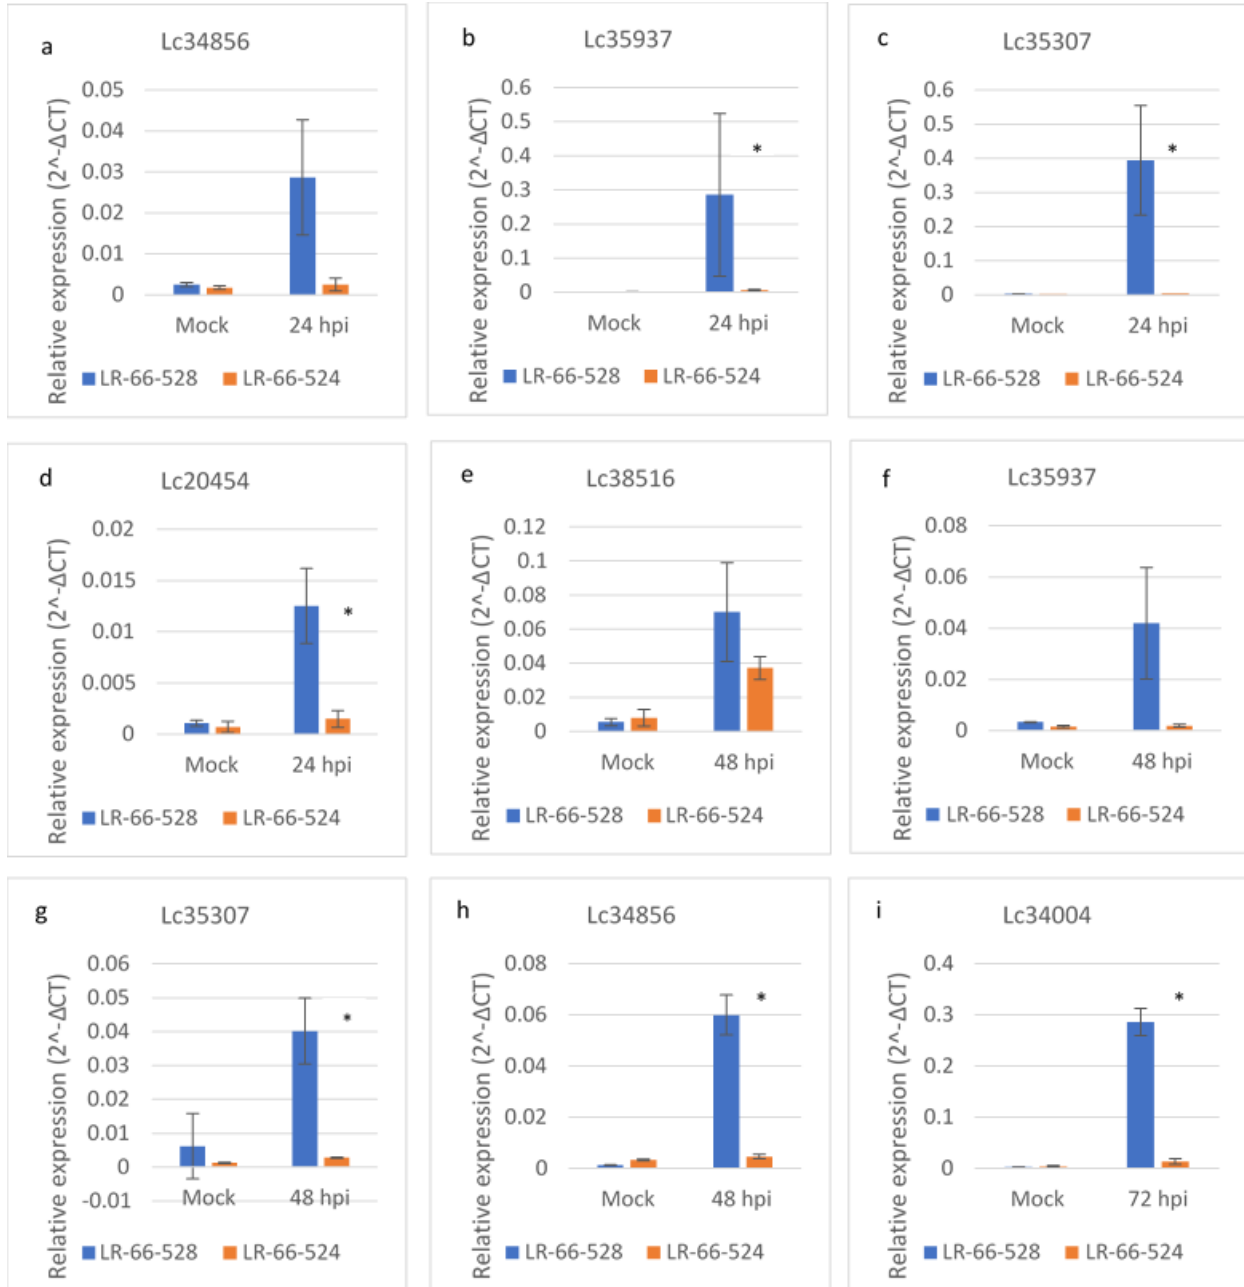 a
Lc34856
Relative expression (2^-ΔCT)
0.05
0.04
0.03
0.02
0.01
0
Mock
24 hpi
LR-66-528
LR-66-524
b
Lc35937
Relative expression (2^-ΔCT)
0.6
0.5
0.4
0.3
0.2
0.1
0
*
Mock
24 hpi
LR-66-528
LR-66-524
c
Lc35307
Relative expression (2^-ΔCT)
0.6
0.5
0.4
0.3
0.2
0.1
0
*
Mock
24 hpi
LR-66-528
LR-66-524
d
Lc20454
Relative expression (2^-ΔCT)
0.02
0.015
0.01
0.005
0
*
Mock
24 hpi
LR-66-528
LR-66-524
e
Lc38516
Relative expression (2^-ΔCT)
0.12
0.1
0.08
0.06
0.04
0.02
0
Mock
48 hpi
LR-66-528
LR-66-524
f
Lc35937
Relative expression (2^-ΔCT)
0.08
0.06
0.04
0.02
0
Mock
48 hpi
LR-66-528
LR-66-524
g
Lc35307
Relative expression (2^-ΔCT)
0.06
0.05
0.04
0.03
0.02
0.01
0
-0.01
*
Mock
48 hpi
LR-66-528
LR-66-524
h
Lc34856
Relative expression (2^-ΔCT)
0.08
0.06
0.04
0.02
0
*
Mock
48 hpi
LR-66-528
LR-66-524
i
Lc34004
Relative expression (2^-ΔCT)
0.4
0.3
0.2
0.1
0
*
Mock
72 hpi
LR-66-528
LR-66-524